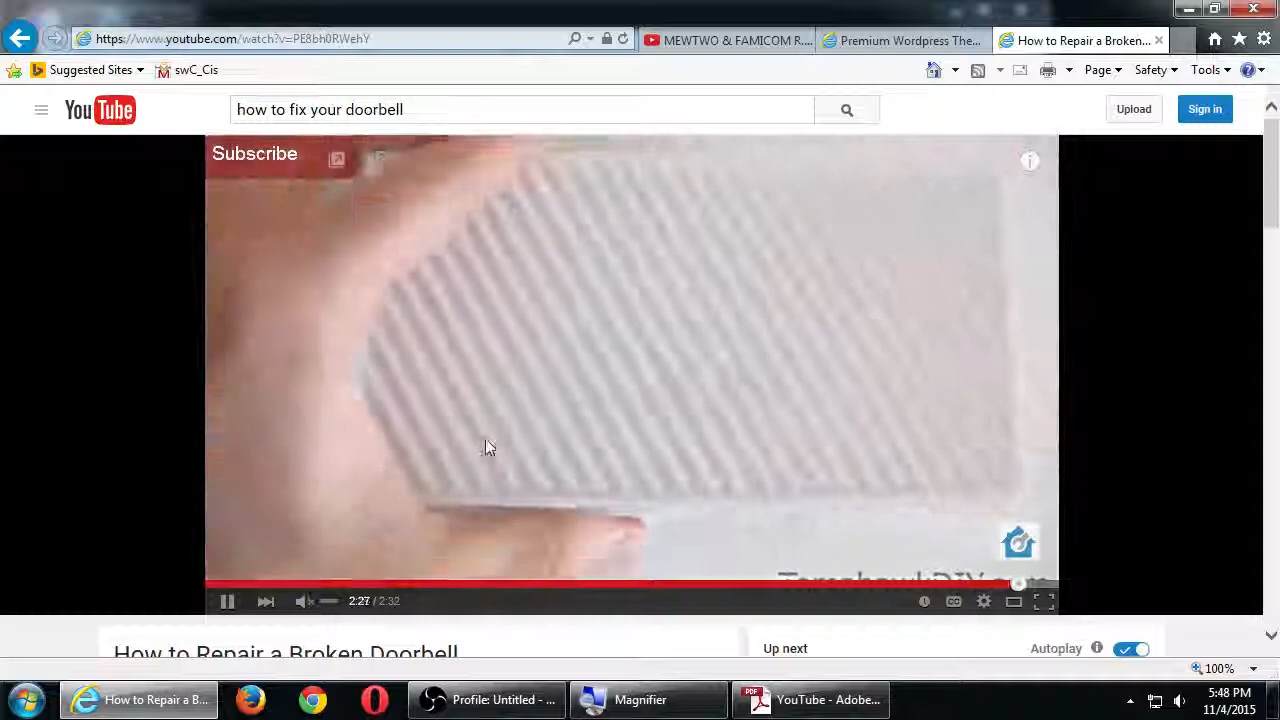 https://www.youtube.com/watch?v=PE8bh0RWehY
MEWTWO & FAMICOM R...
Premium Wordpress The...
How to Repair a Broken...
Suggested Sites
swC_Cis
Page
Safety
Tools
YouTube
how to fix your doorbell
Upload
Sign in
Subscribe
2:27 / 2:32
CC
How to Repair a Broken Doorbell
Up next
Autoplay
100%
How to Repair a B...
Profile: Untitled - ...
Magnifier
PDF
YouTube - Adobe...
5:48 PM
11/4/2015